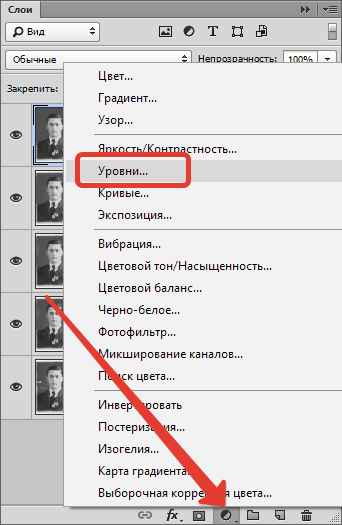 Слои
Вид
Обычные Непрозрачность: 100%
Закрепить:
Цвет...
Градиент...
Узор...
Яркость/Контрастность...
Уровни...
Кривые...
Экспозиция...
Вибрация...
Цветовой тон/Насыщенность...
Цветовой баланс...
Черно-белое...
Фотофильтр...
Микширование каналов...
Поиск цвета...
Инвертировать
Постеризация...
Изогелия...
Карта градиента...
Выборочная коррекция цвета...
fx